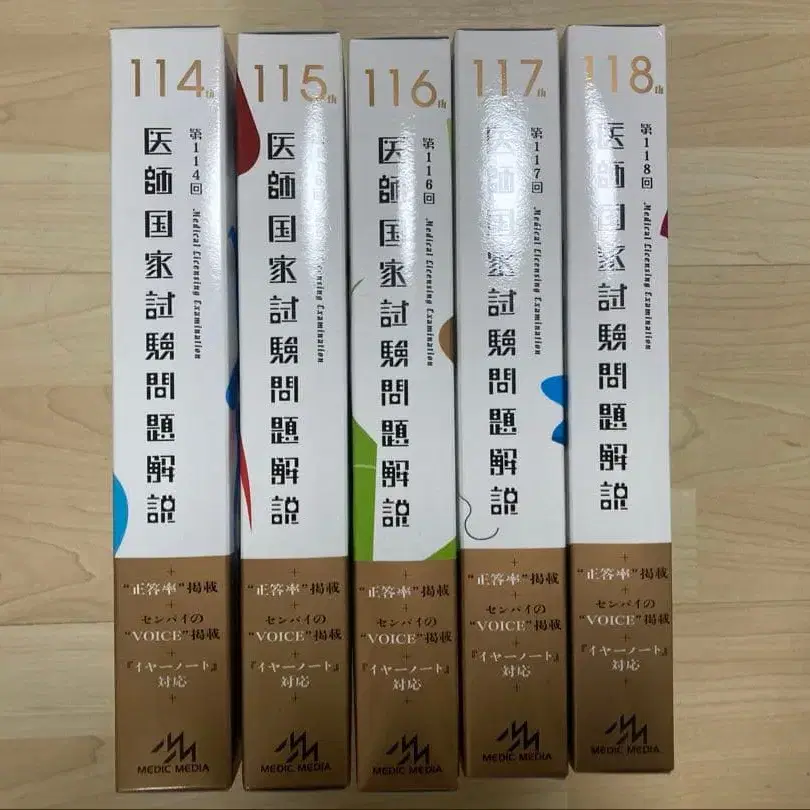 114th
第114回
Medical Licensing Examination
医師国家試験問題解説
+
“正答率”掲載
+
センパイの
“VOICE”掲載
+
『イヤーノート』
対応
+
MEDIC MEDIA
115th
Examination
医師国家試験問題解説
+
“正答率”掲載
+
センパイの
“VOICE”掲載
+
『イヤーノート』
対応
+
MEDIC MEDIA
116th
第116回
Medical Licensing Examination
医師国家試験問題解説
+
“正答率”掲載
+
センパイの
“VOICE”掲載
+
『イヤーノート』
対応
+
MEDIC MEDIA
117th
第117回
Medical Licensing Examination
医師国家試験問題解説
+
“正答率”掲載
+
センパイの
“VOICE”掲載
+
『イヤーノート』
対応
+
MEDIC MEDIA
118th
第118回
Medical Licensing Examination
医師国家試験問題解説
+
“正答率”掲載
+
センパイの
“VOICE”掲載
+
『イヤーノート』
対応
+
MEDIC MEDIA